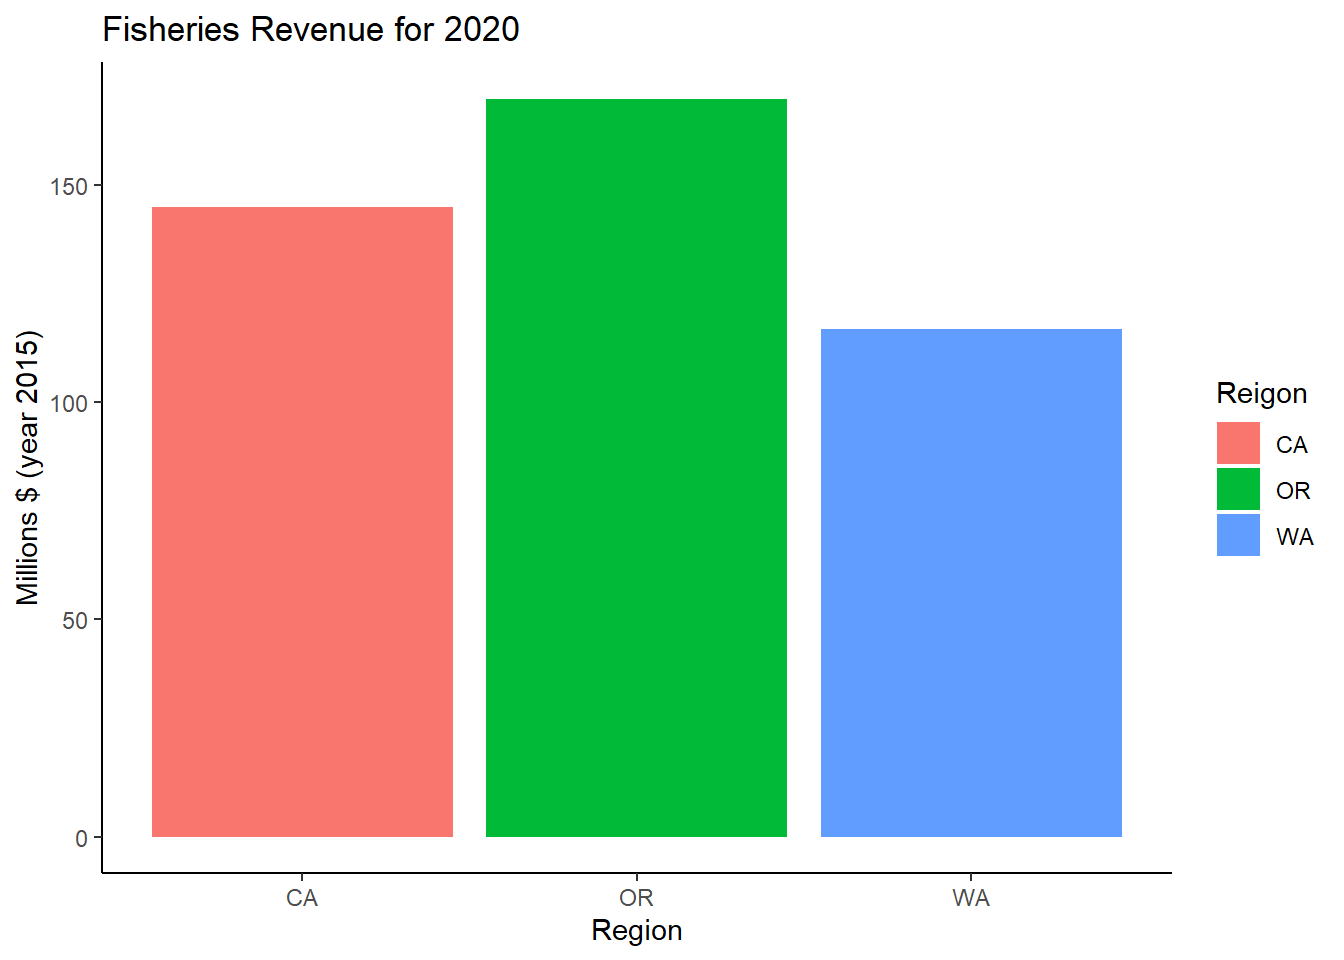 Fisheries Revenue for 2020
Millions $ (year 2015)
150
100
50
0
CA
OR
WA
Region
Reigon
CA
OR
WA